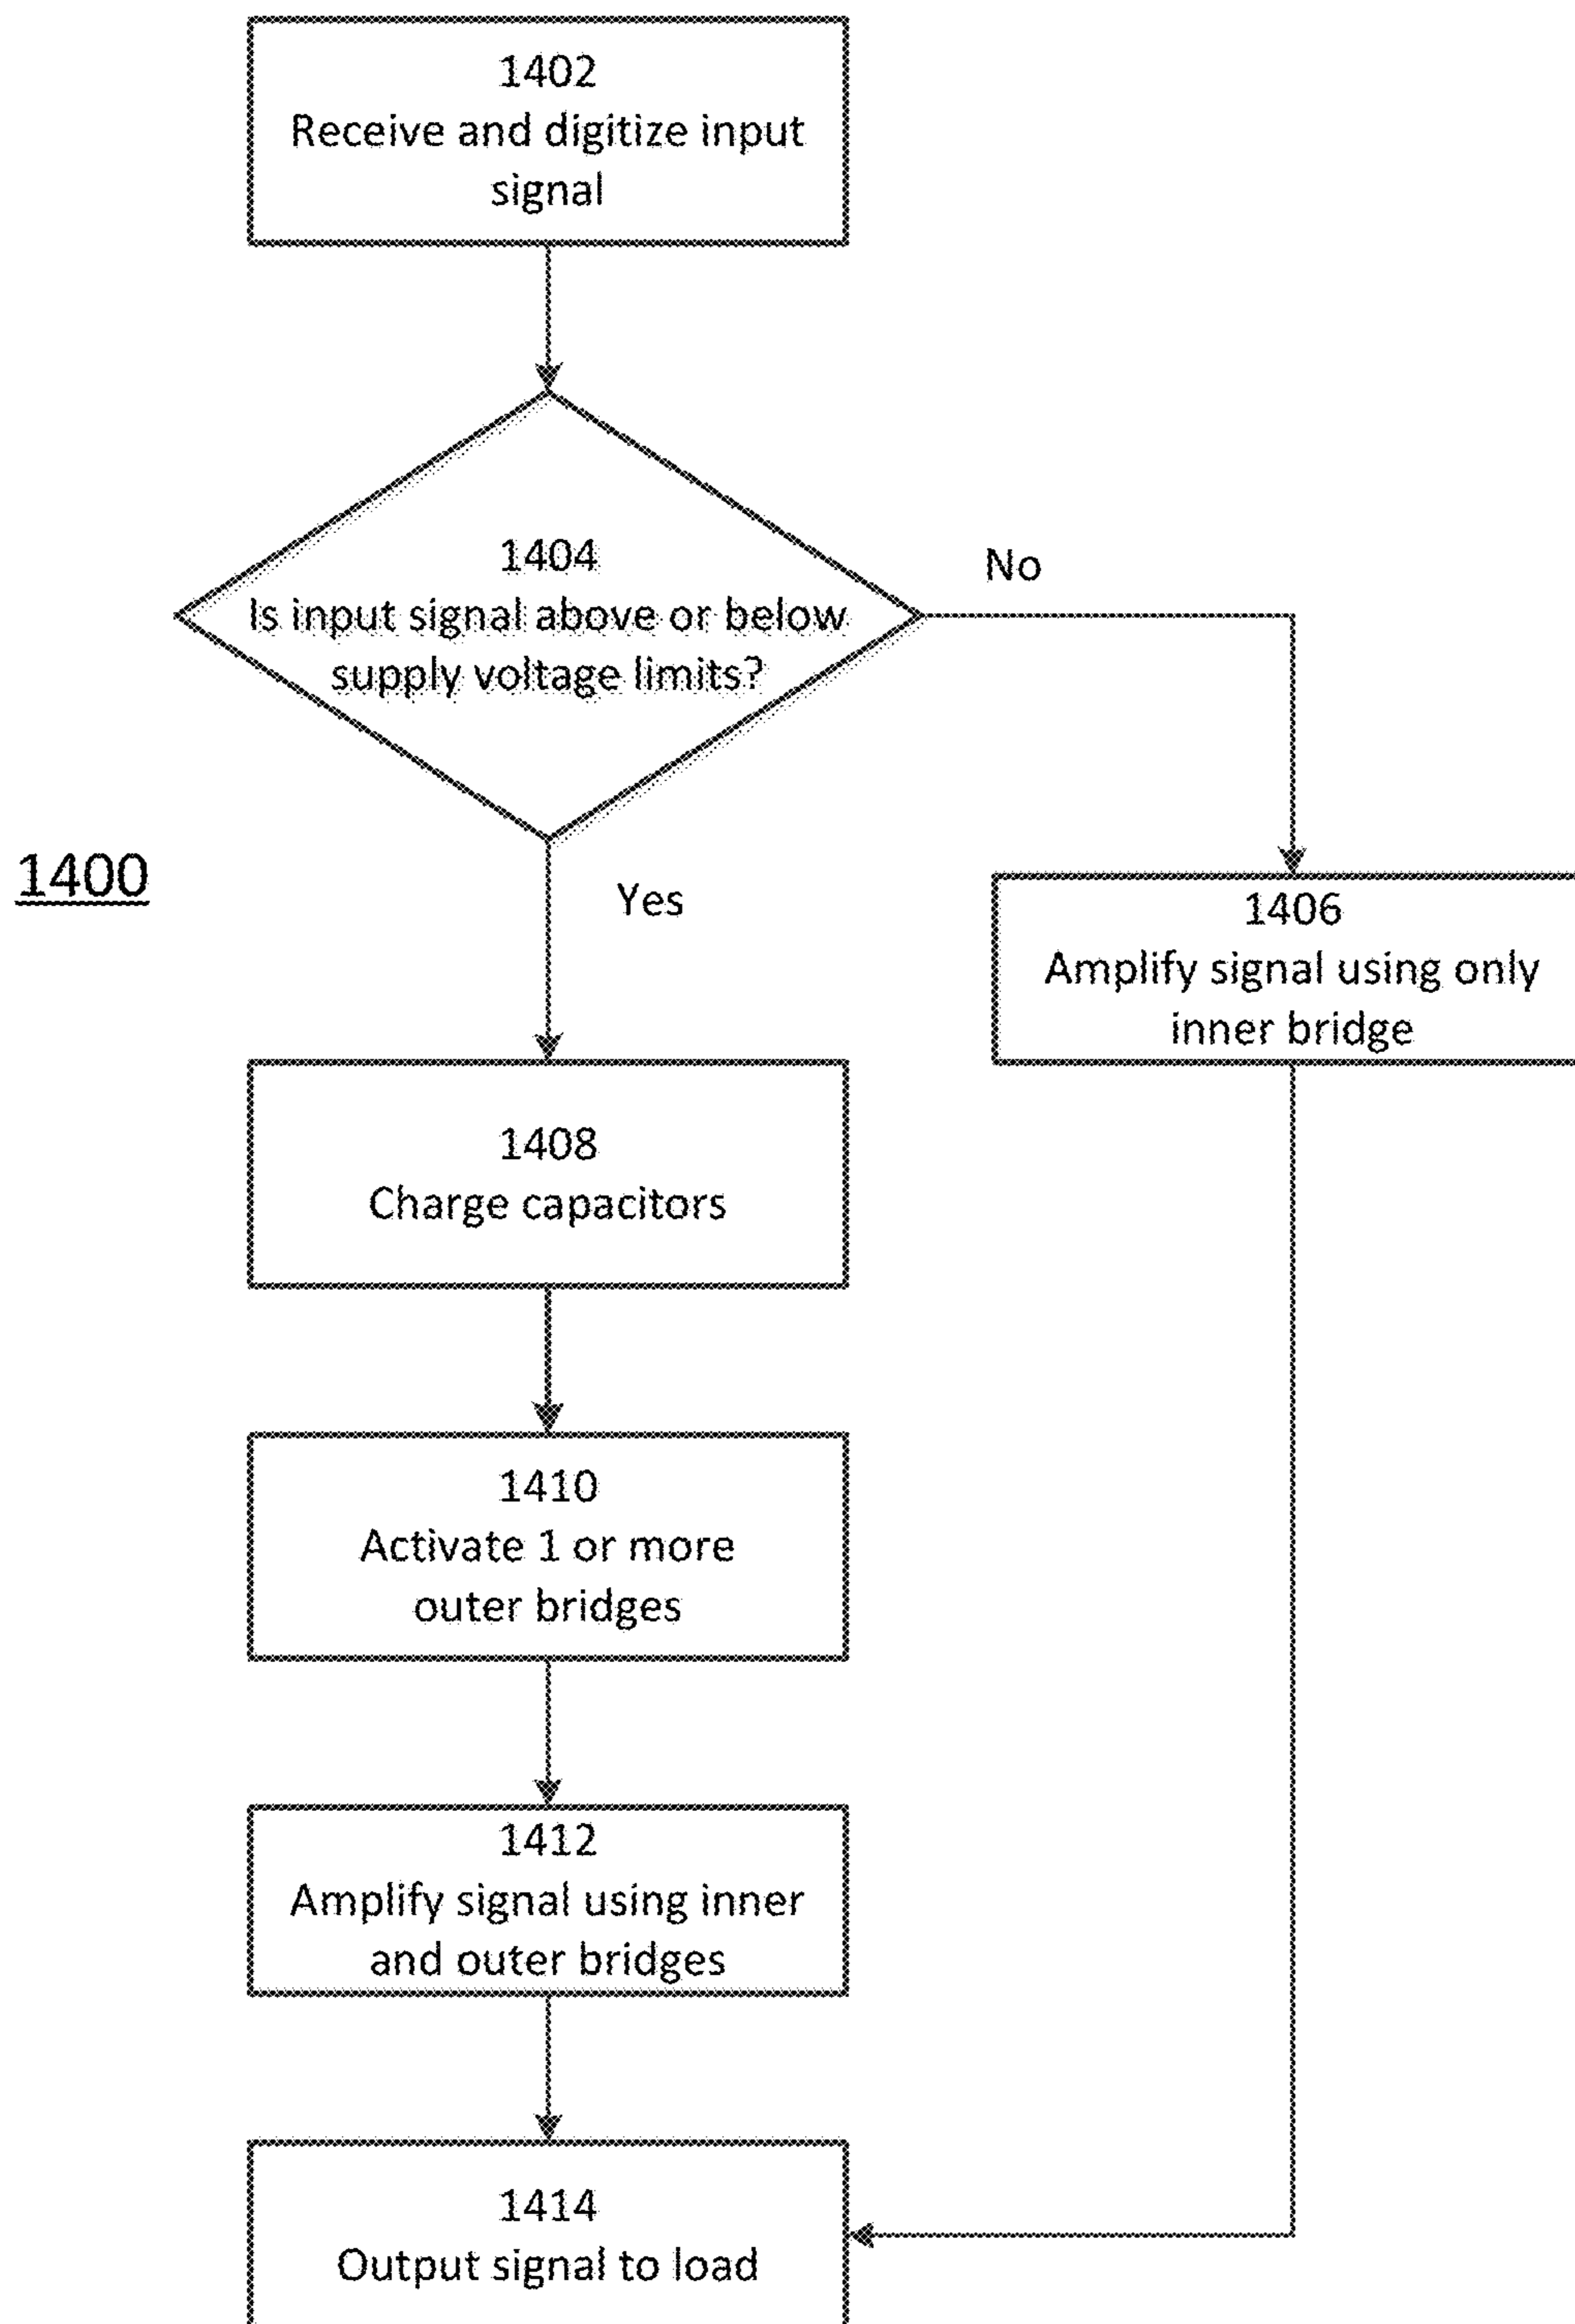 1402
Receive and digitize input
signal
1404
Is input signal above or below
supply voltage limits?
No
Yes
1400
1406
Amplify signal using only
inner bridge
1408
Charge capacitors
1410
Activate 1 or more
outer bridges
1412
Amplify signal using inner
and outer bridges
1414
Output signal to load